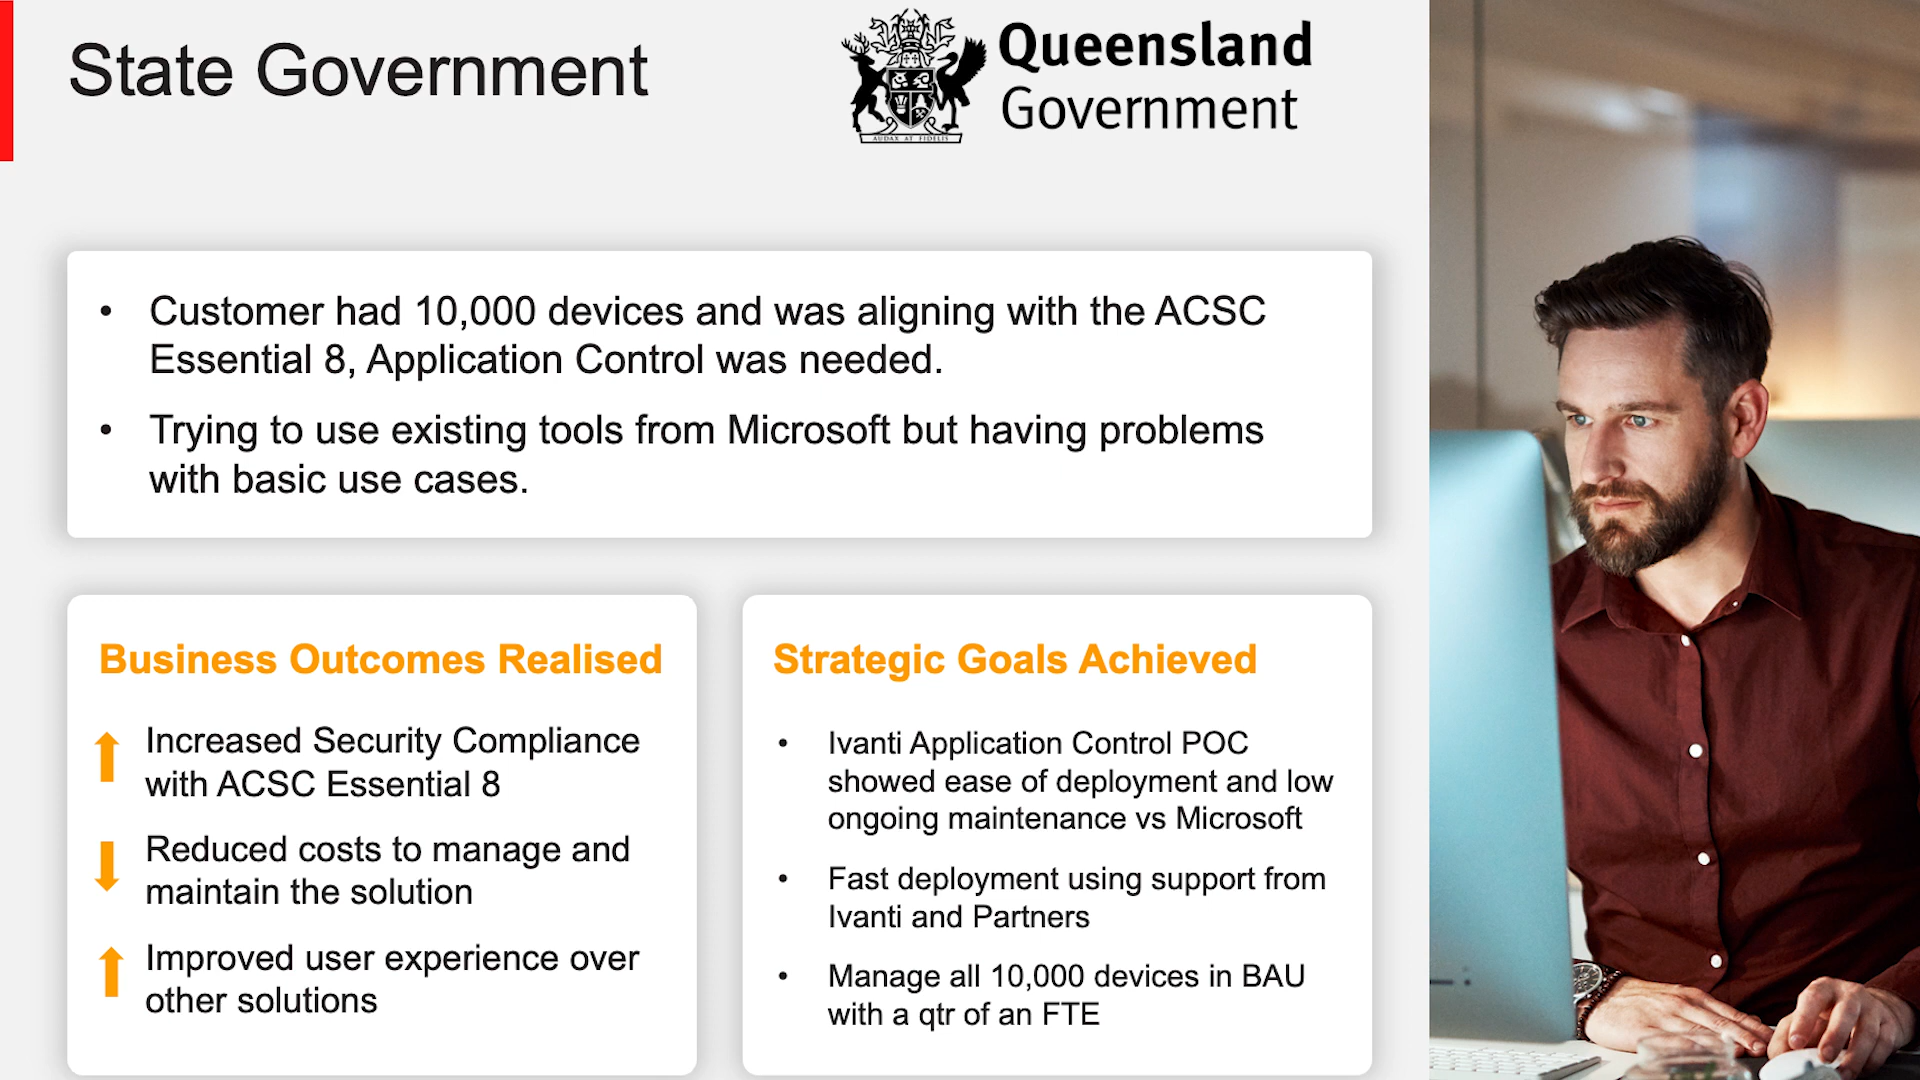 State Government
Queensland
Government
AUDAX AT FIDELIS
• Customer had 10,000 devices and was aligning with the ACSC
Essential 8, Application Control was needed.
• Trying to use existing tools from Microsoft but having problems
with basic use cases.
Business Outcomes Realised
Increased Security Compliance
with ACSC Essential 8
Reduced costs to manage and
maintain the solution
Improved user experience over
other solutions
Strategic Goals Achieved
• Ivanti Application Control POC
showed ease of deployment and low
ongoing maintenance vs Microsoft
• Fast deployment using support from
Ivanti and Partners
• Manage all 10,000 devices in BAU
with a qtr of an FTE